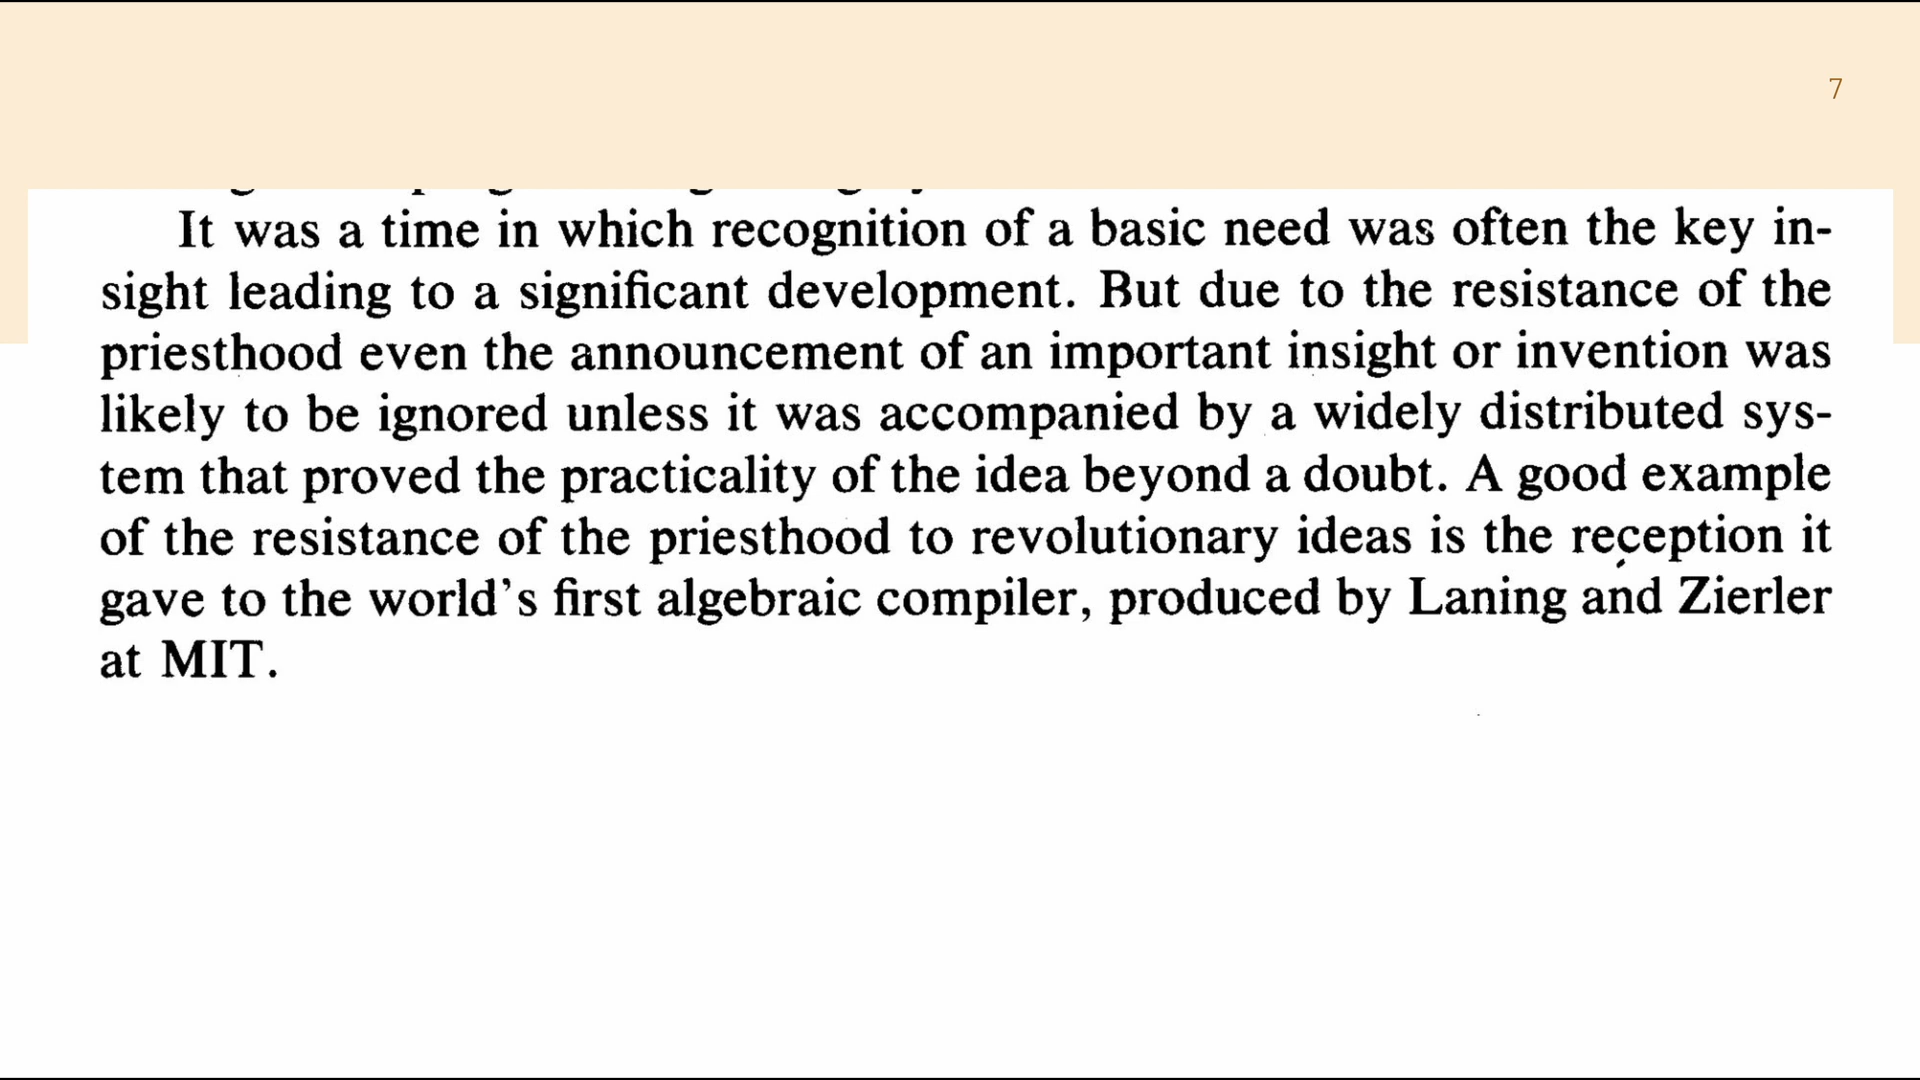 7
It was a time in which recognition of a basic need was often the key in-
sight leading to a significant development. But due to the resistance of the
priesthood even the announcement of an important insight or invention was
likely to be ignored unless it was accompanied by a widely distributed sys-
tem that proved the practicality of the idea beyond a doubt. A good example
of the resistance of the priesthood to revolutionary ideas is the reception it
gave to the world's first algebraic compiler, produced by Laning and Zierler
at MIT.